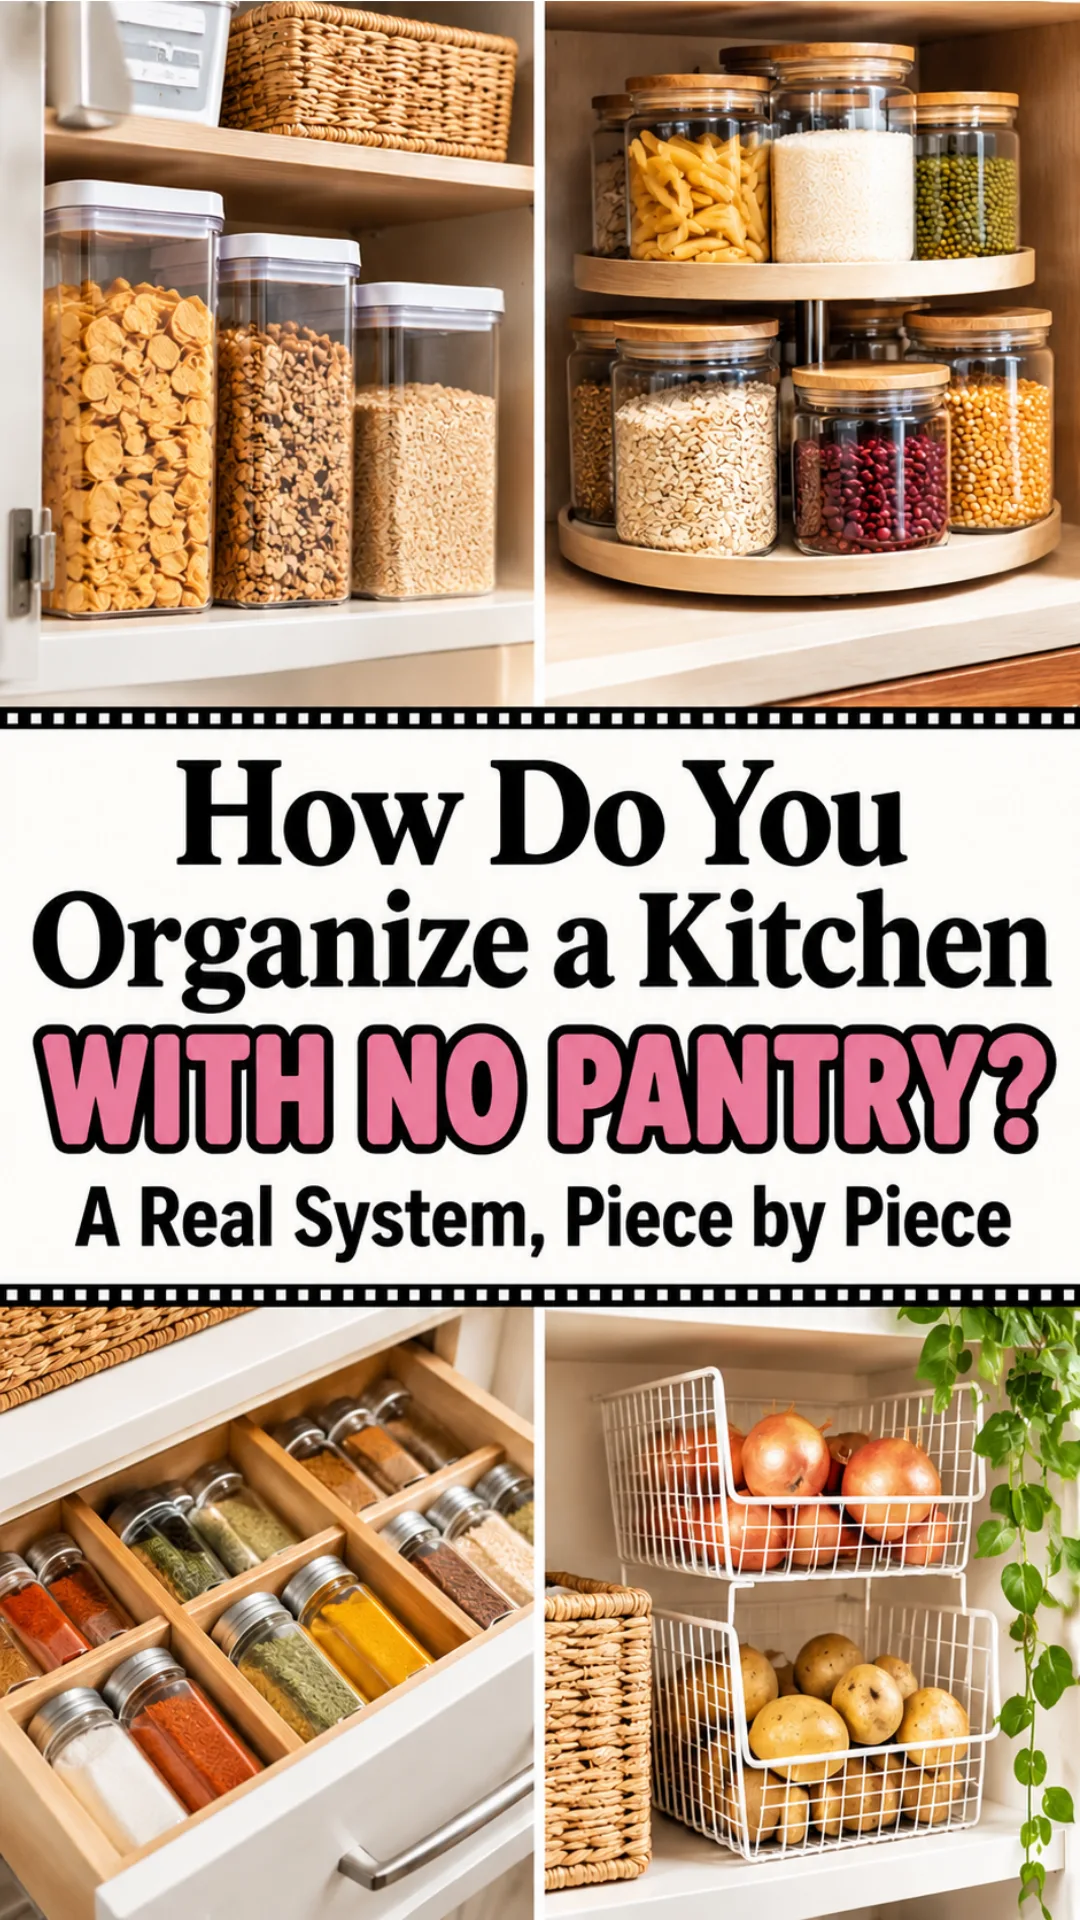 How Do You
Organize a Kitchen
WITH NO PANTRY?
A Real System, Piece by Piece